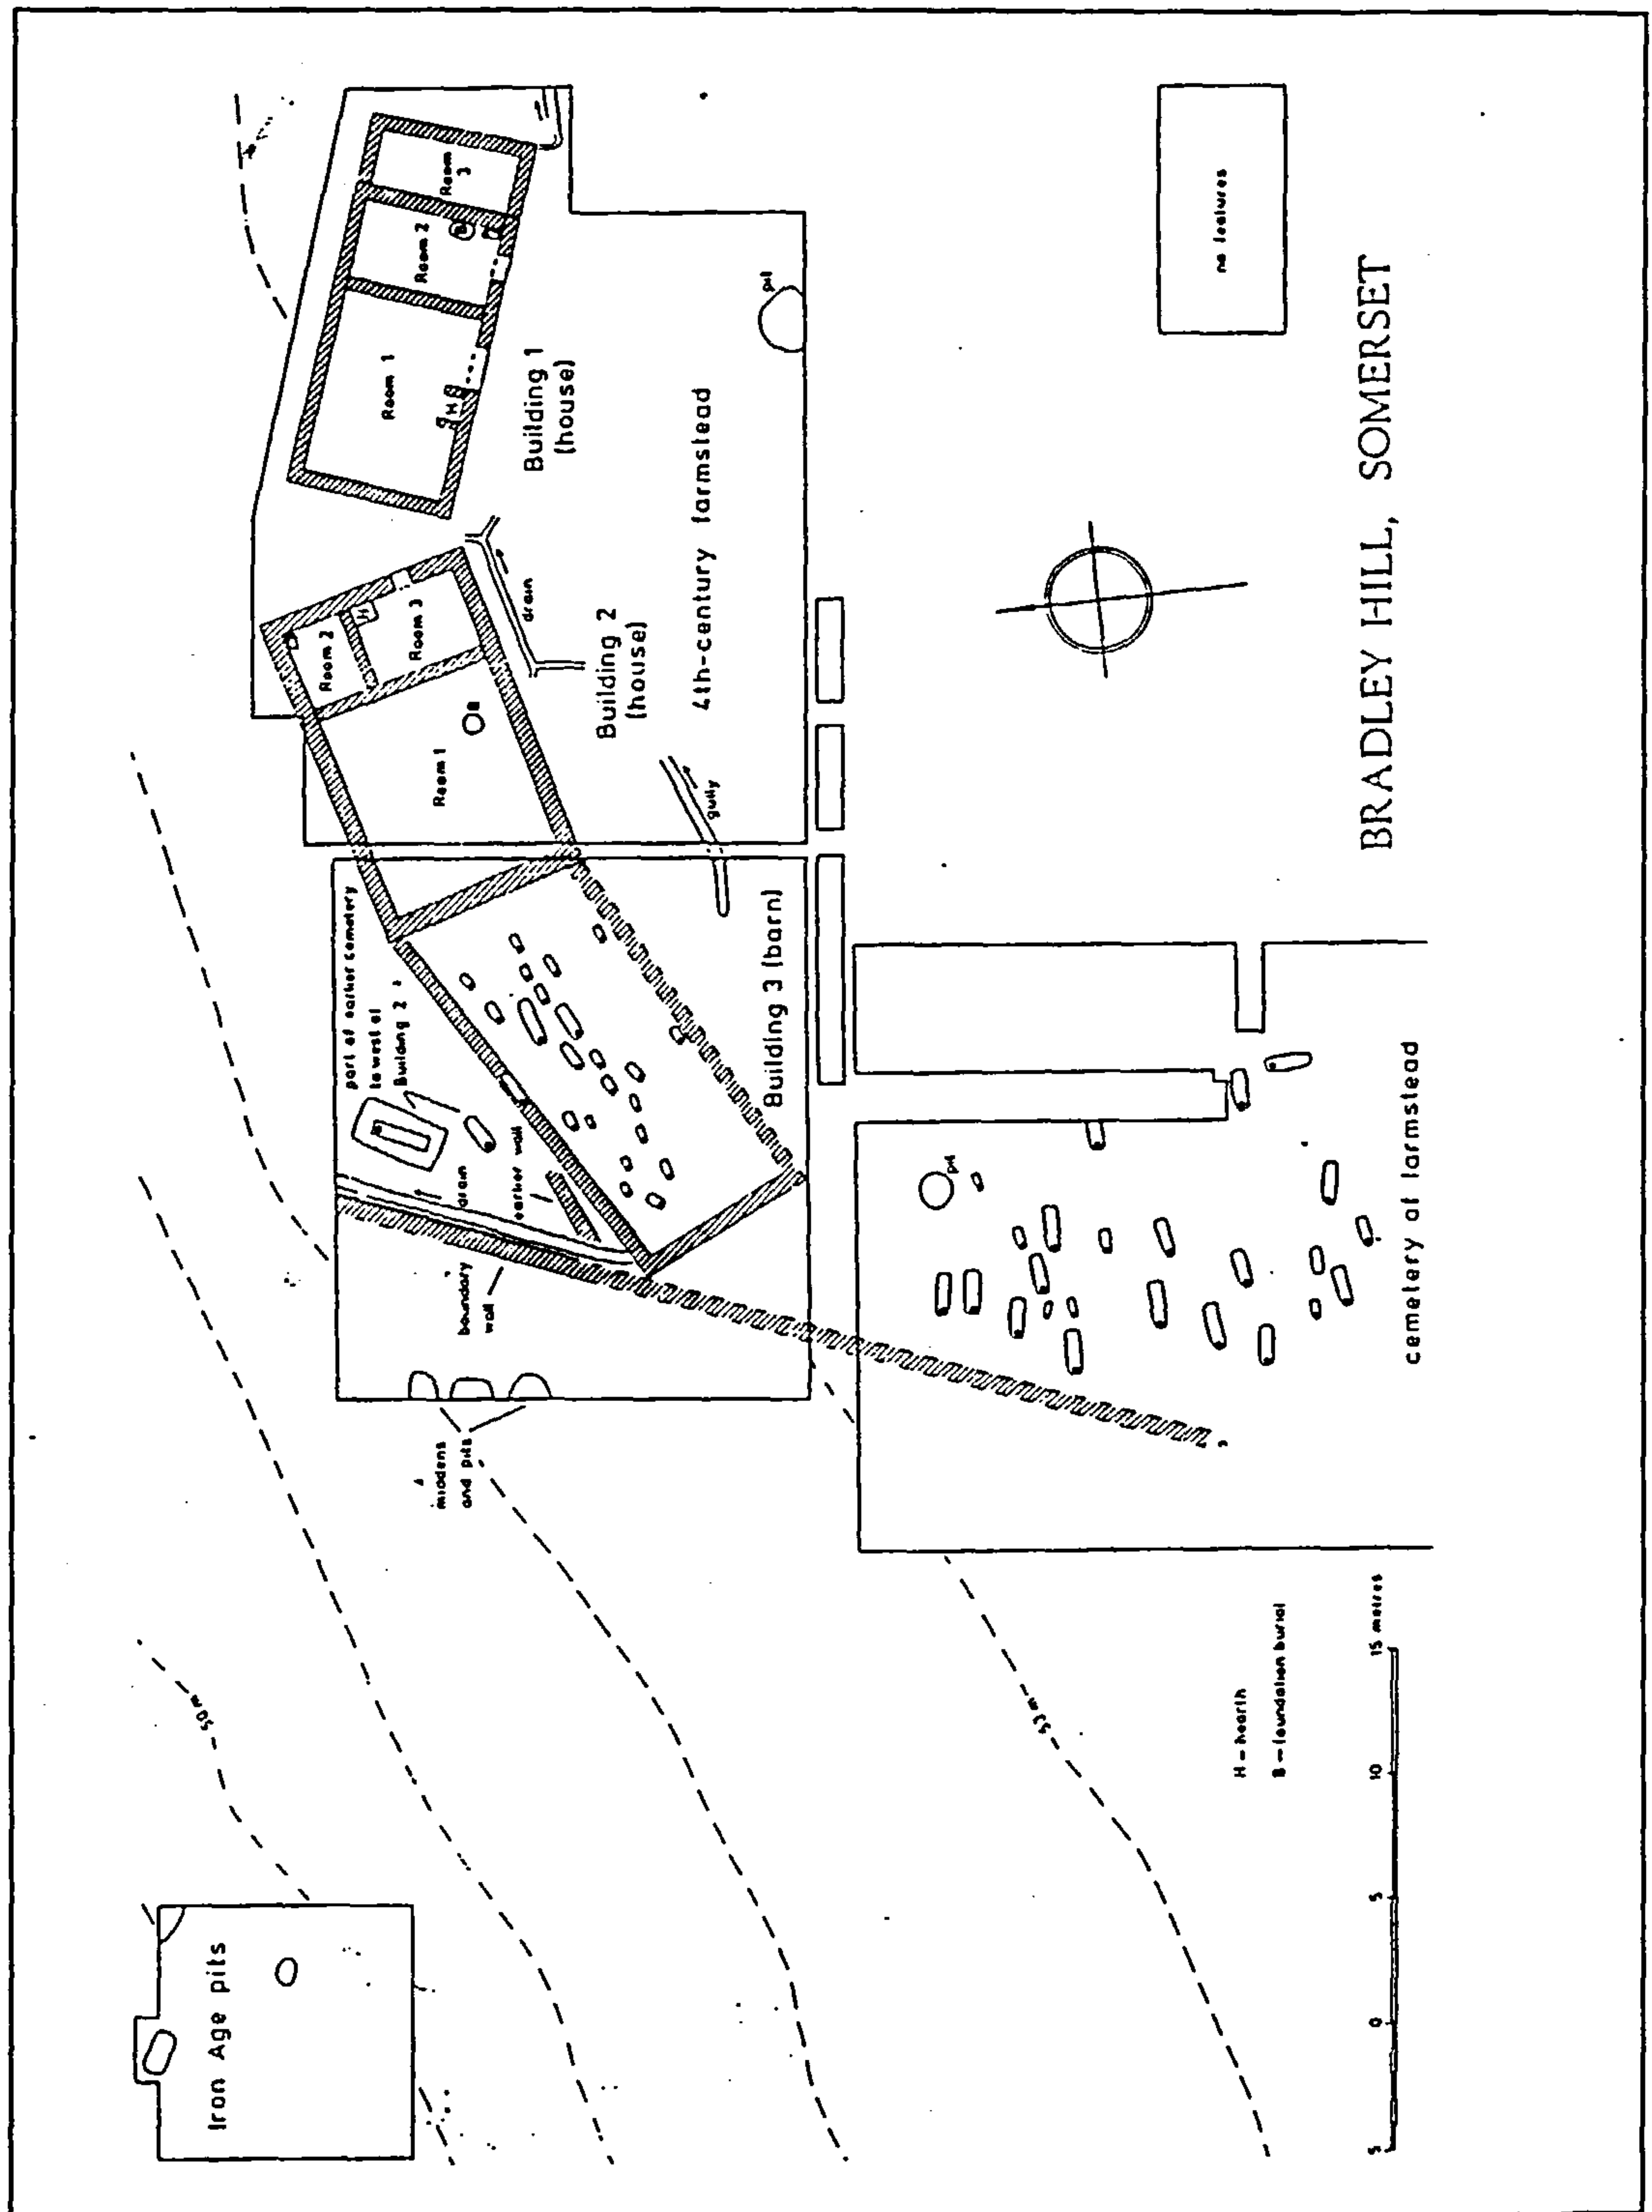 Iron Age pits
50 m
middens
and pits
boundary
wall
drain
earlier wall
part of earlier cemetery
to west of
Building 2
Room 1
Room 2
H
Room 3
B
drain
Building 2
(house)
gully
Building 3 (barn)
Room 1
H
Room 2
B
Room
3
Building 1
(house)
4th-century farmstead
pit
pit
cemetery of farmstead
?
no features
53 m
H – hearth
B – foundation burial
5 0 5 10 15 metres
BRADLEY HILL, SOMERSET